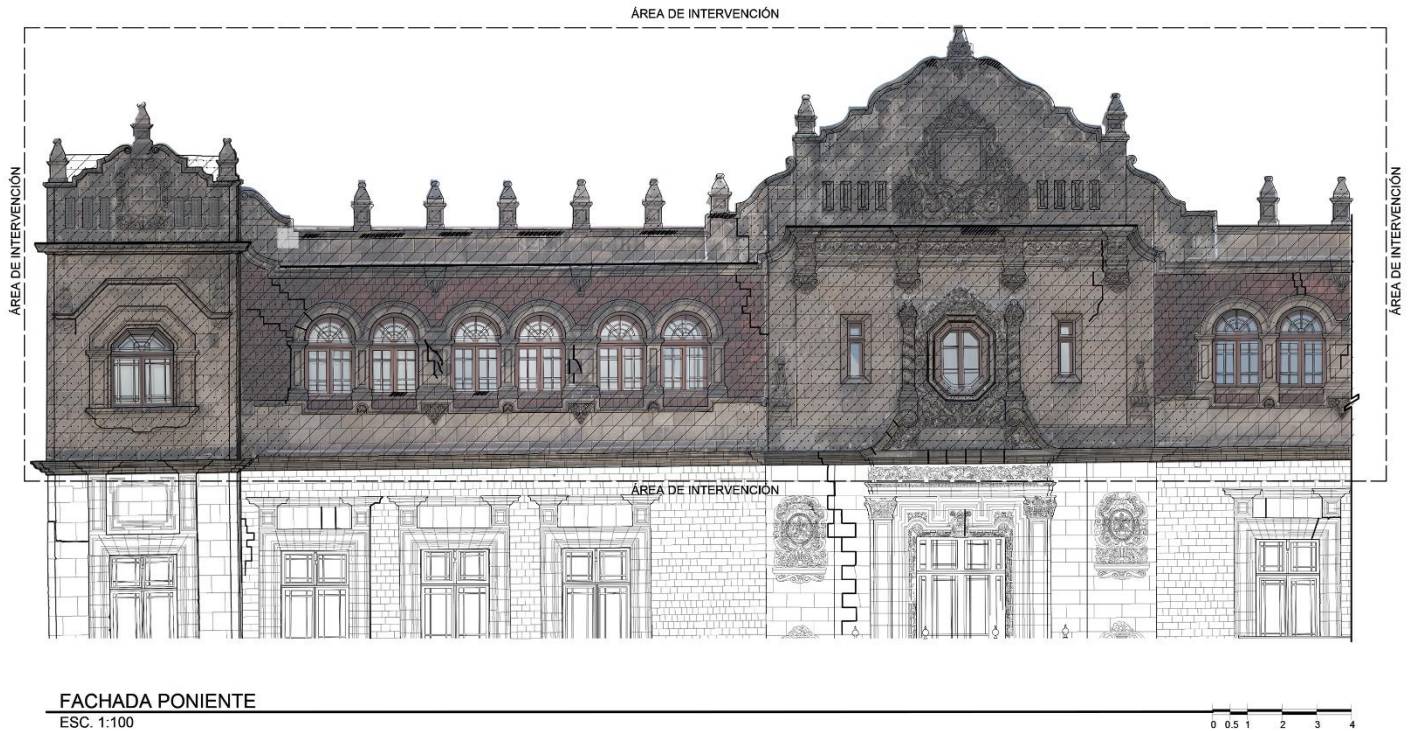 ÁREA DE INTERVENCIÓN
ÁREA DE INTERVENCIÓN
ÁREA DE INTERVENCIÓN
ÁREA DE INTERVENCIÓN
FACHADA PONIENTE
ESC. 1:100
0 0.5 1 2 3 4